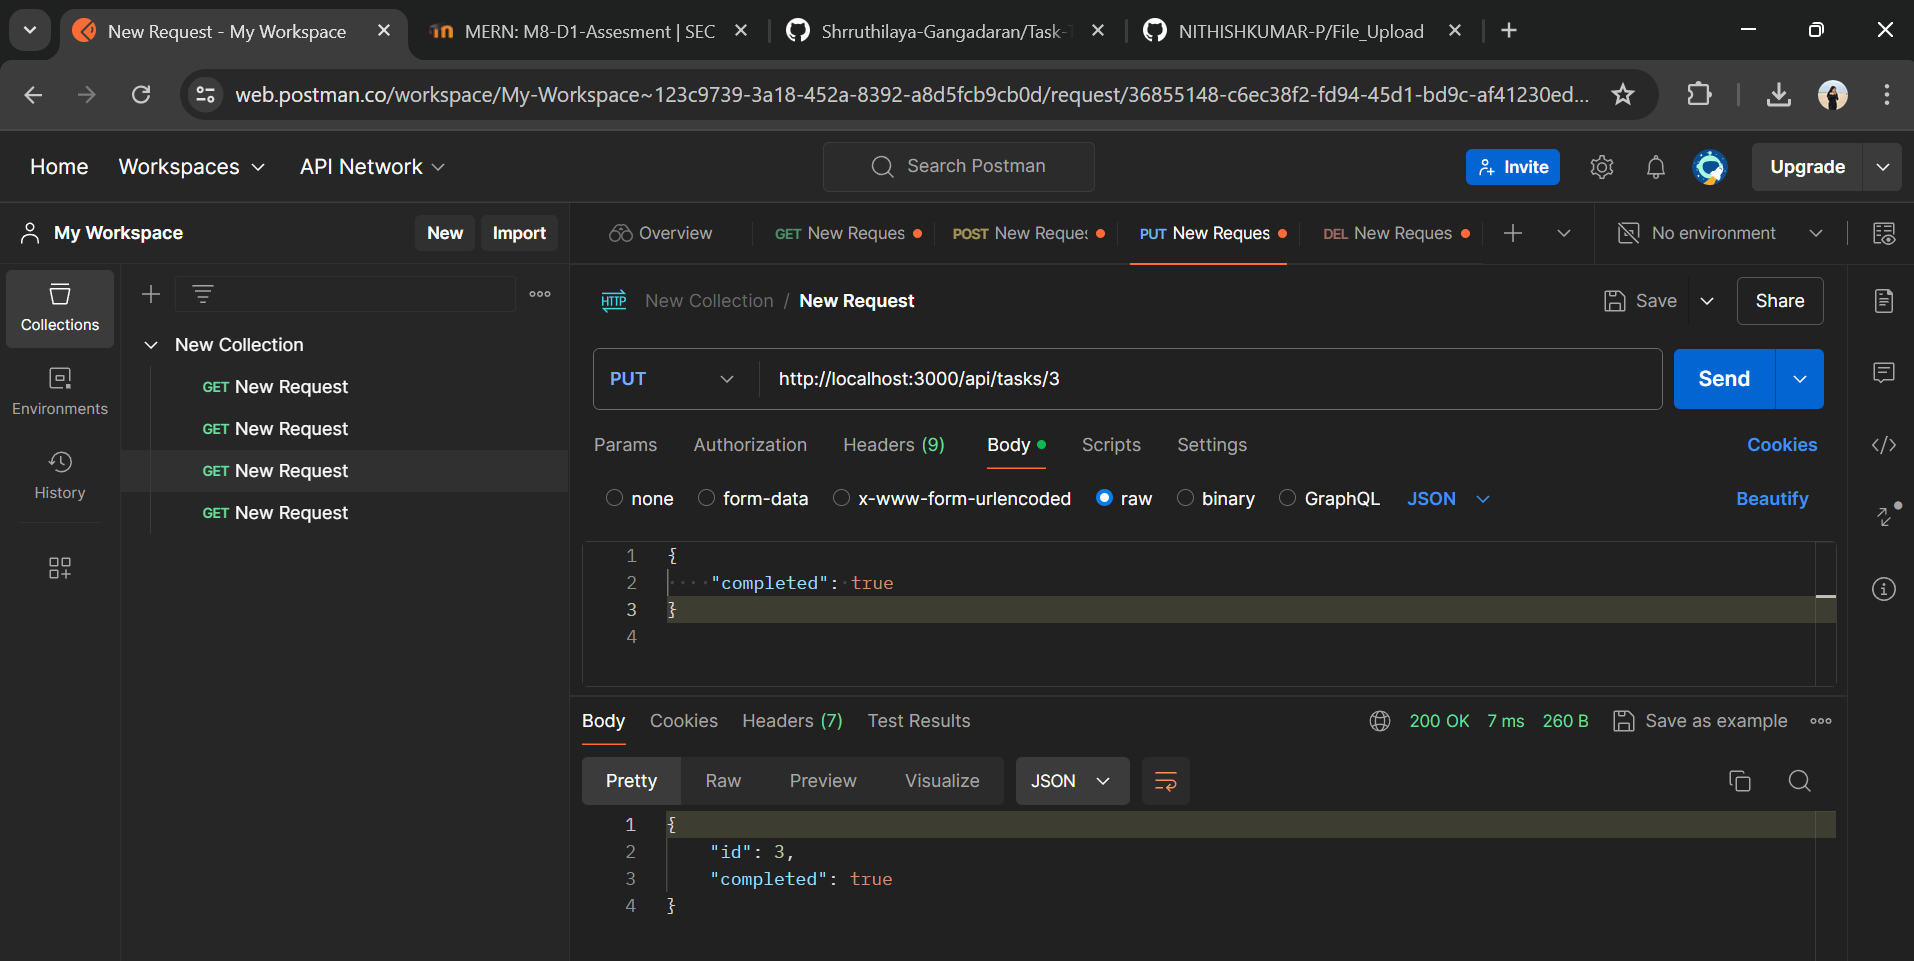 New Request - My Workspace
MERN: M8-D1-Assesment | SEC
Shrruthilaya-Gangadaran/Task-
NITHISHKUMAR-P/File_Upload
web.postman.co/workspace/My-Workspace~123c9739-3a18-452a-8392-a8d5fcb9cb0d/request/36855148-c6ec38f2-fd94-45d1-bd9c-af41230ed...
Home Workspaces API Network
Search Postman
Invite
Upgrade
My Workspace
New Import
Overview
GET New Reques
POST New Reques
PUT New Reques
DEL New Reques
No environment
Collections
Environments
History
New Collection
GET New Request
GET New Request
GET New Request
GET New Request
HTTP New Collection / New Request
Save Share
PUT http://localhost:3000/api/tasks/3
Send
Params Authorization Headers (9) Body Scripts Settings Cookies
none form-data x-www-form-urlencoded raw binary GraphQL JSON Beautify
1 {
2 "completed": true
3 }
4
Body Cookies Headers (7) Test Results
200 OK 7 ms 260 B Save as example
Pretty Raw Preview Visualize JSON
1 {
2 "id": 3,
3 "completed": true
4 }